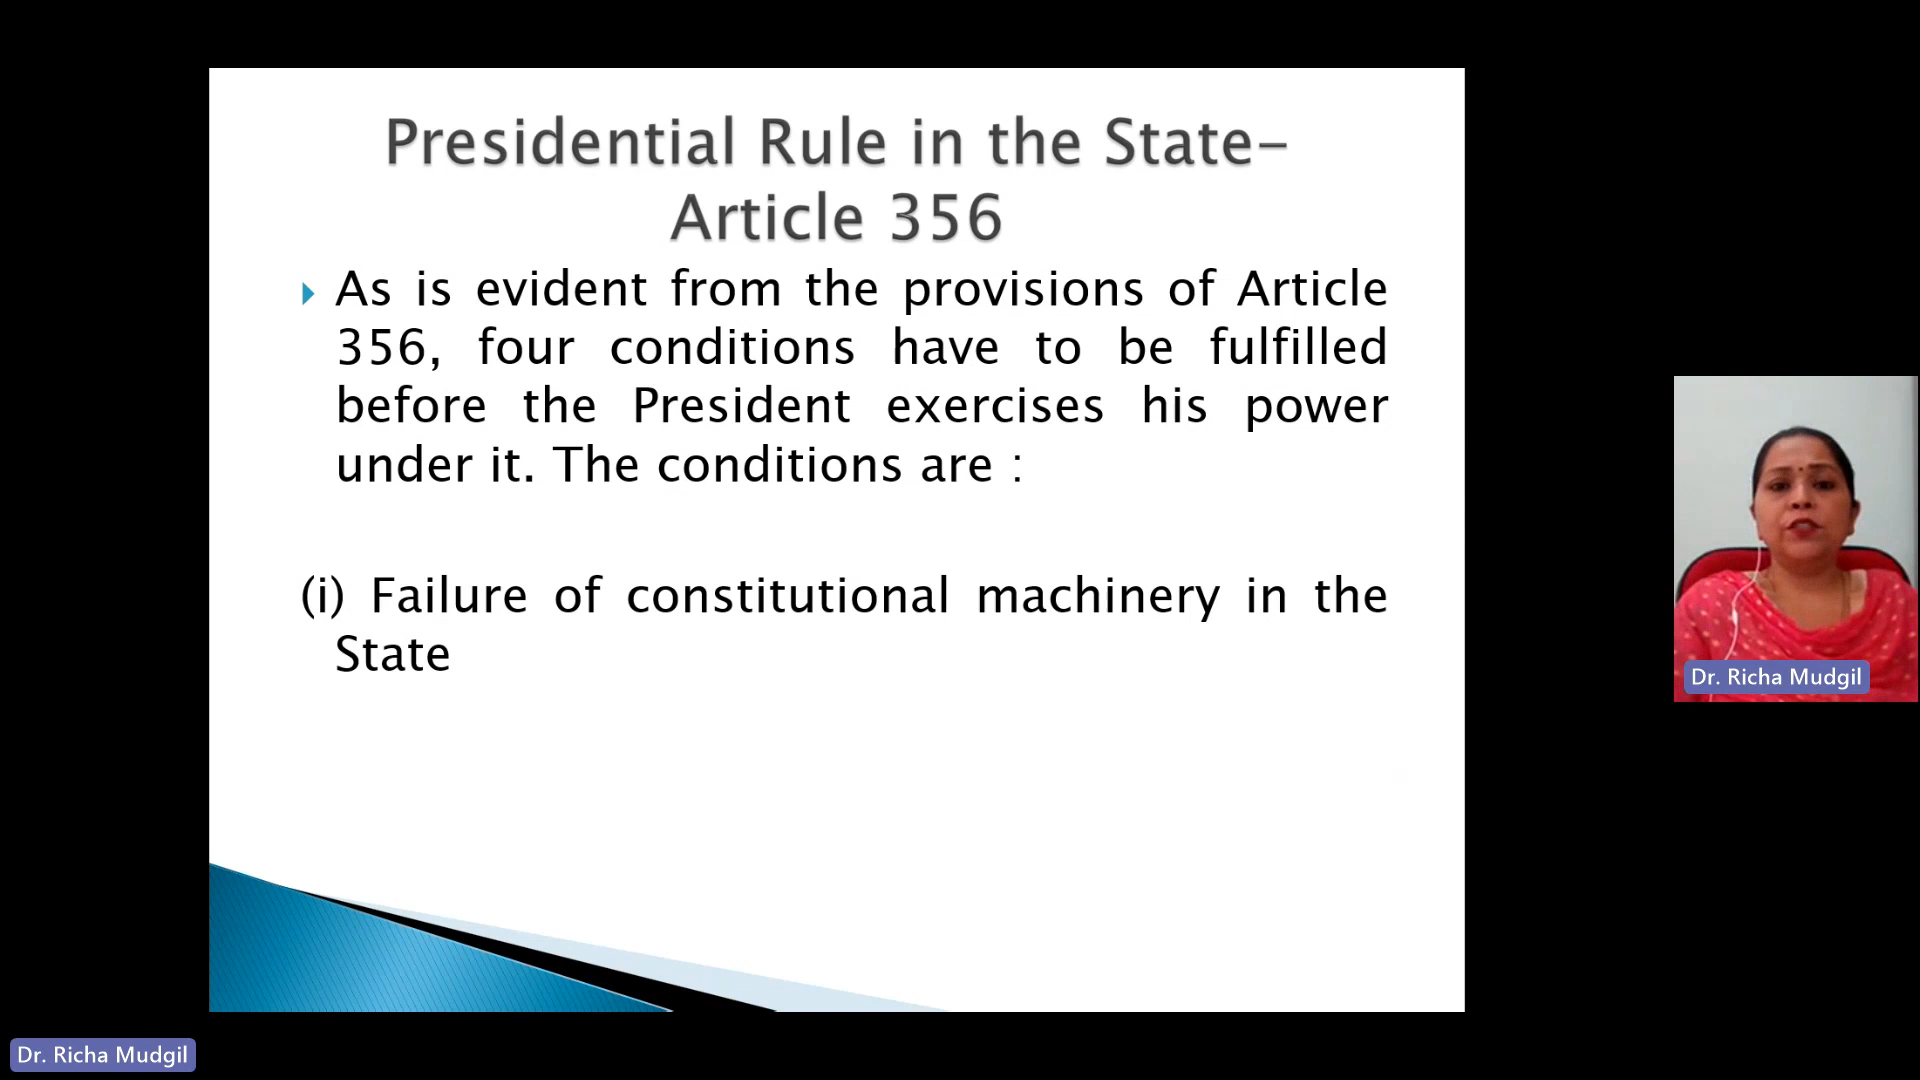 Presidential Rule in the State-
Article 356
As is evident from the provisions of Article
356, four conditions have to be fulfilled
before the President exercises his power
under it. The conditions are :
(i) Failure of constitutional machinery in the
State
Dr. Richa Mudgil
Dr. Richa Mudgil